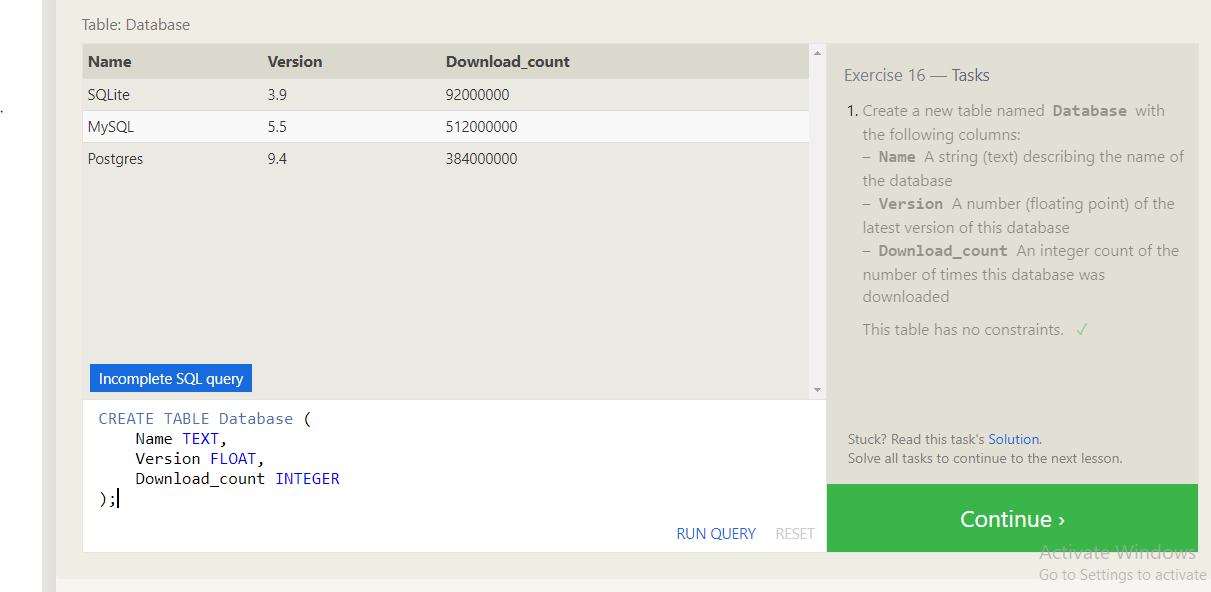 Table: Database
Name Version Download_count
SQLite 3.9 92000000
MySQL 5.5 512000000
Postgres 9.4 384000000
Incomplete SQL query
CREATE TABLE Database (
    Name TEXT,
    Version FLOAT,
    Download_count INTEGER
);
RUN QUERY RESET
Exercise 16 — Tasks
1. Create a new table named Database with
the following columns:
– Name A string (text) describing the name of
the database
– Version A number (floating point) of the
latest version of this database
– Download_count An integer count of the
number of times this database was
downloaded
This table has no constraints. ✓
Stuck? Read this task's Solution.
Solve all tasks to continue to the next lesson.
Continue ›
Activate Windows
Go to Settings to activate